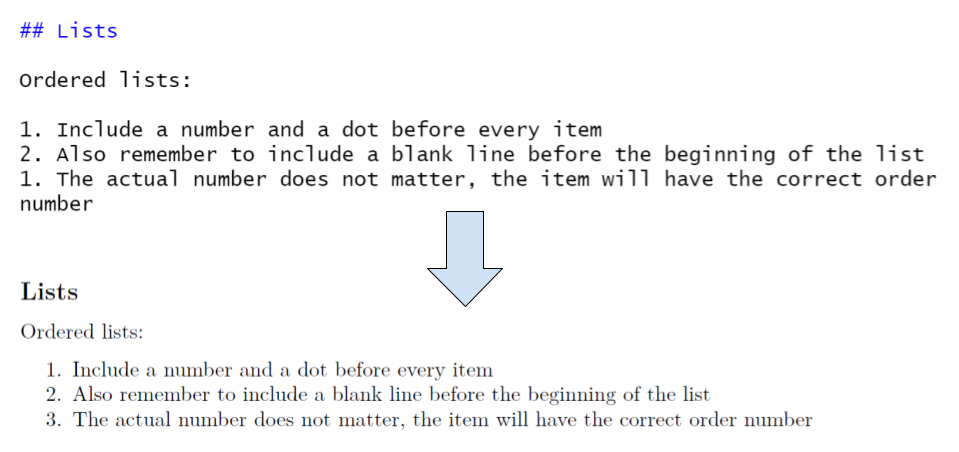 ## Lists
Ordered lists:
1. Include a number and a dot before every item
2. Also remember to include a blank line before the beginning of the list
1. The actual number does not matter, the item will have the correct order
number
Lists
Ordered lists:
1. Include a number and a dot before every item
2. Also remember to include a blank line before the beginning of the list
3. The actual number does not matter, the item will have the correct order number